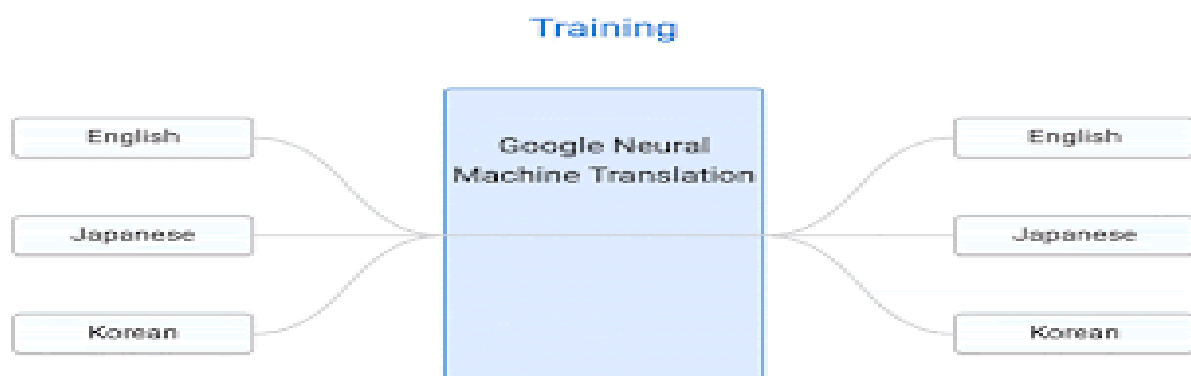 Training
Google Neural
Machine Translation
English
Japanese
Korean
English
Japanese
Korean